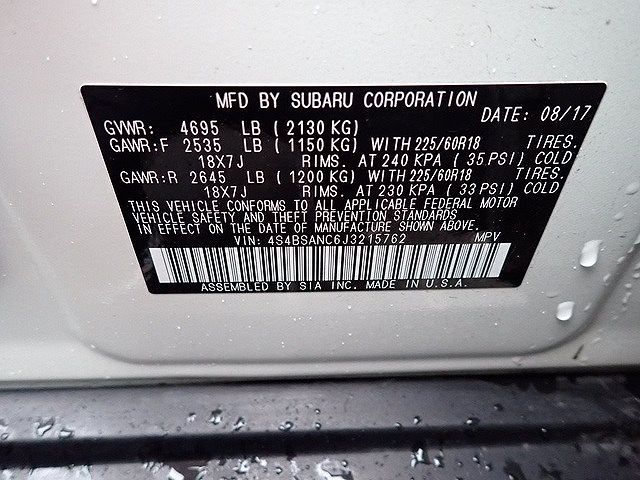 MFD BY SUBARU CORPORATION
DATE: 08/17
GVWR: 4695 LB ( 2130 KG)
GAWR:F 2535 LB ( 1150 KG) WITH 225/60R18 TIRES.
18X7J RIMS. AT 240 KPA ( 35 PSI) COLD
GAWR:R 2645 LB ( 1200 KG) WITH 225/60R18 TIRES.
18X7J RIMS. AT 230 KPA ( 33 PSI) COLD
THIS VEHICLE CONFORMS TO ALL APPLICABLE FEDERAL MOTOR
VEHICLE SAFETY AND THEFT PREVENTION STANDARDS
IN EFFECT ON THE DATE OF MANUFACTURE SHOWN ABOVE.
VIN: 4S4BSANC6J3215762 MPV
ASSEMBLED BY SIA INC. MADE IN U.S.A.